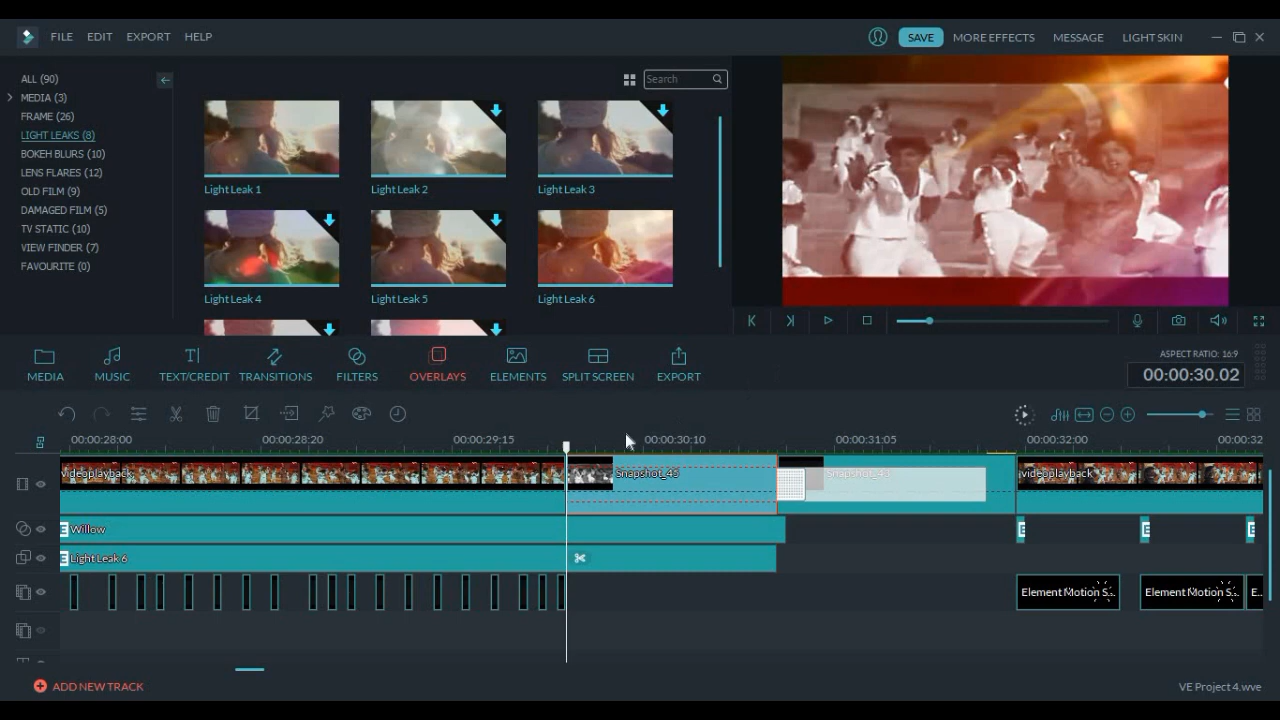 FILE EDIT EXPORT HELP
SAVE MORE EFFECTS MESSAGE LIGHT SKIN
ALL (90)
MEDIA (3)
FRAME (26)
LIGHT LEAKS (8)
BOKEH BLURS (10)
LENS FLARES (12)
OLD FILM (9)
DAMAGED FILM (5)
TV STATIC (10)
VIEW FINDER (7)
FAVOURITE (0)
Search
Light Leak 1 Light Leak 2 Light Leak 3
Light Leak 4 Light Leak 5 Light Leak 6
MEDIA MUSIC TEXT/CREDIT TRANSITIONS FILTERS OVERLAYS ELEMENTS SPLIT SCREEN EXPORT
ASPECT RATIO: 16:9
00:00:30.02
00:00:28:00 00:00:28:20 00:00:29:15 00:00:30:10 00:00:31:05 00:00:32:00 00:00:32
videoplayback Snapshot_45 Snapshot_43 videoplayback
E Willow E E E
E Light Leak 6
Element Motion S... Element Motion S... E...
ADD NEW TRACK
VE Project 4.wve